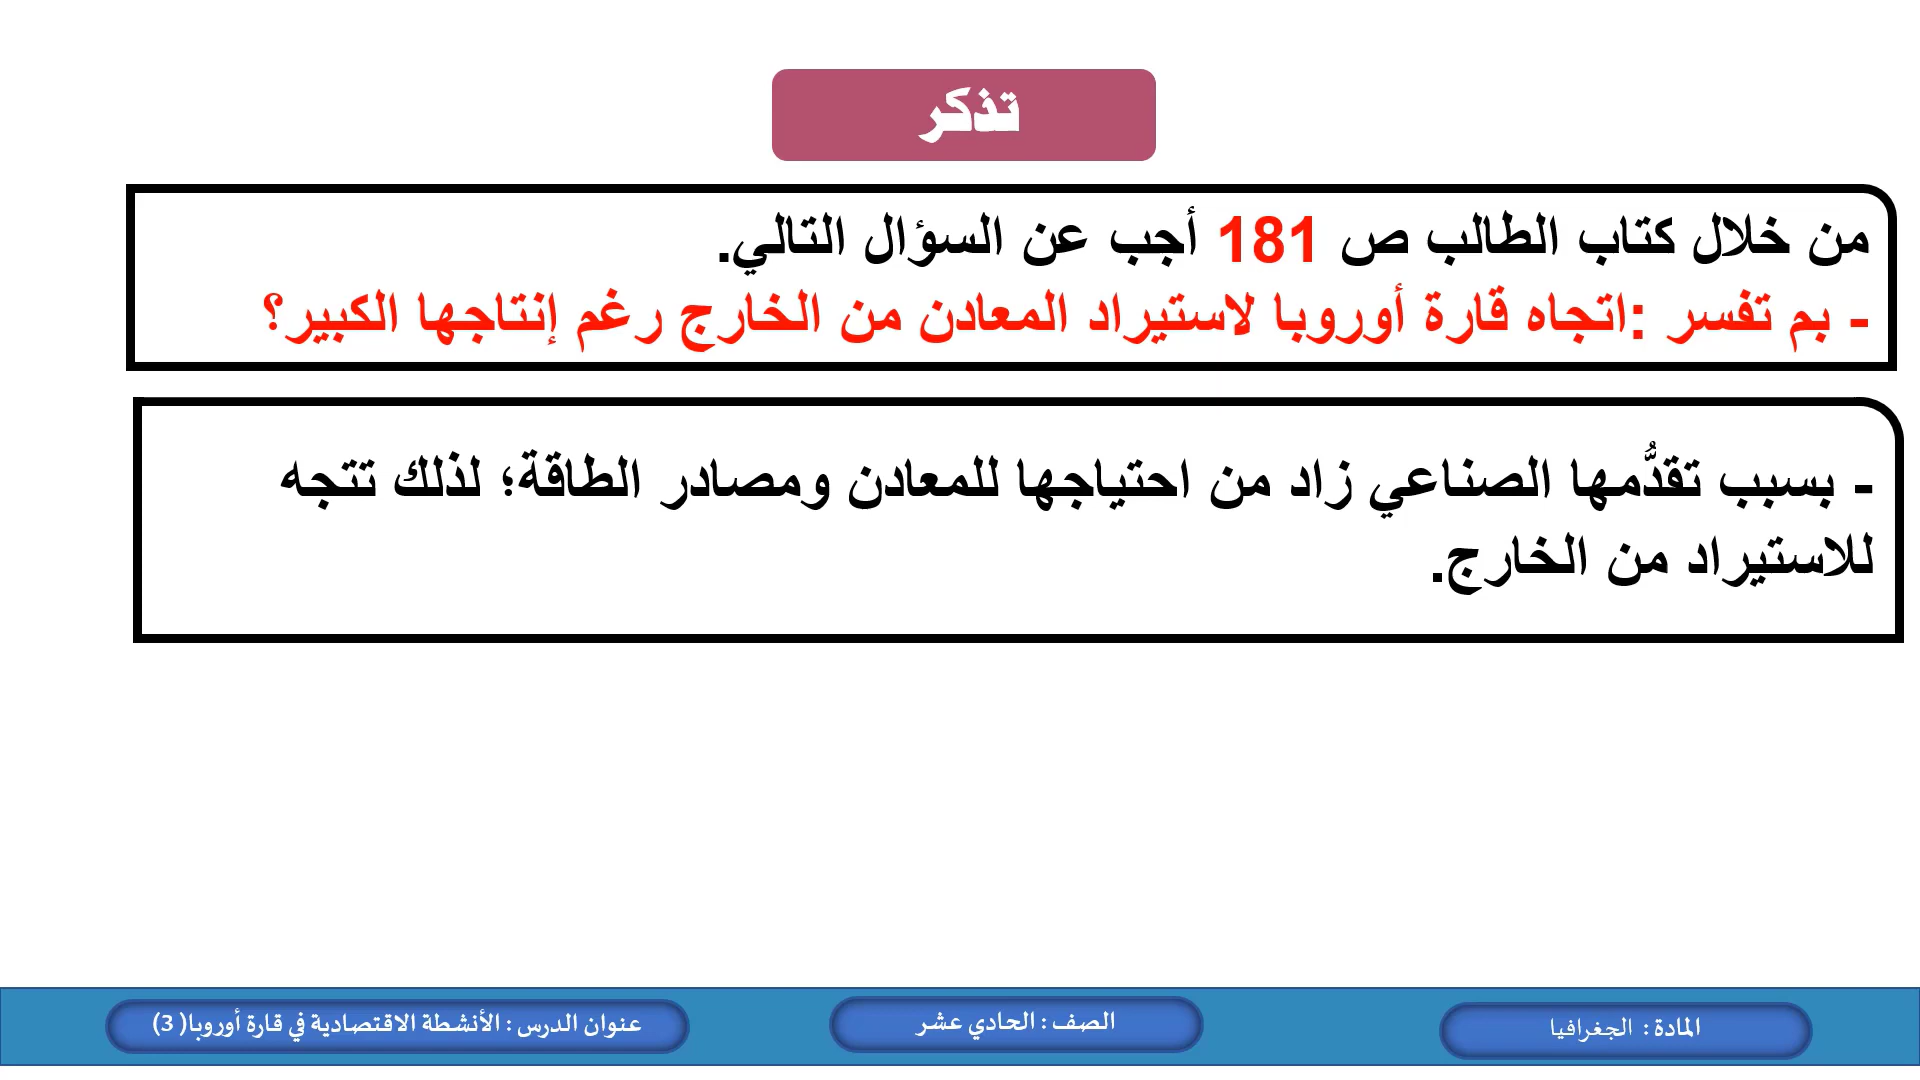 تذكر
من خلال كتاب الطالب ص 181 أجب عن السؤال التالي.
- بم تفسر :اتجاه قارة أوروبا لاستيراد المعادن من الخارج رغم إنتاجها الكبير؟
- بسبب تقدُّمها الصناعي زاد من احتياجها للمعادن ومصادر الطاقة؛ لذلك تتجه
للاستيراد من الخارج.
المادة : الجغرافيا
الصف : الحادي عشر
عنوان الدرس : الأنشطة الاقتصادية في قارة أوروبا( 3)